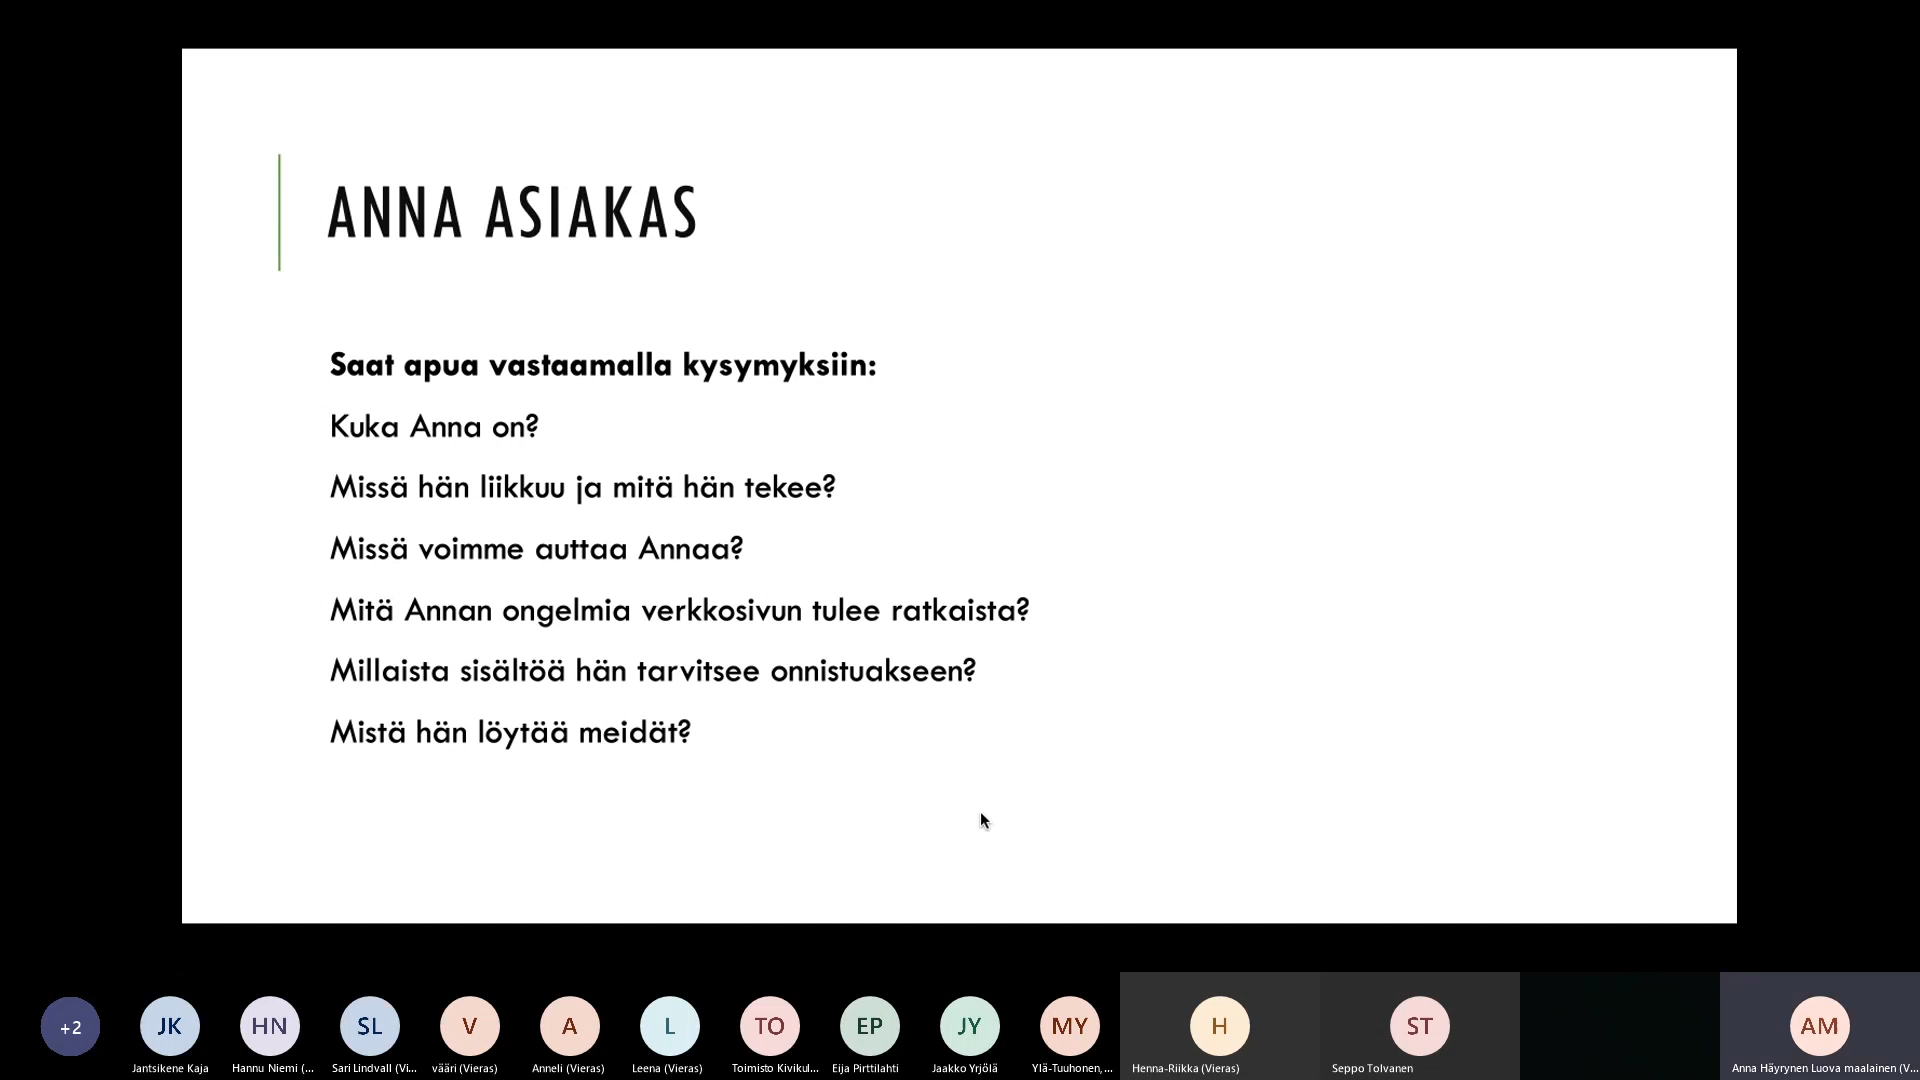 ANNA ASIAKAS
Saat apua vastaamalla kysymyksiin:
Kuka Anna on?
Missä hän liikkuu ja mitä hän tekee?
Missä voimme auttaa Annaa?
Mitä Annan ongelmia verkkosivun tulee ratkaista?
Millaista sisältöä hän tarvitsee onnistuakseen?
Mistä hän löytää meidät?
+2 JK HN SL V A L TO EP JY MY H ST AM
Jantsikene Kaja Hannu Niemi (... Sari Lindvall (Vi... vääri (Vieras) Anneli (Vieras) Leena (Vieras) Toimisto Kivikul... Eija Pirttilahti Jaakko Yrjölä Ylä-Tuuhonen, ... Henna-Riikka (Vieras) Seppo Tolvanen Anna Häyrynen Luova maalainen (V...